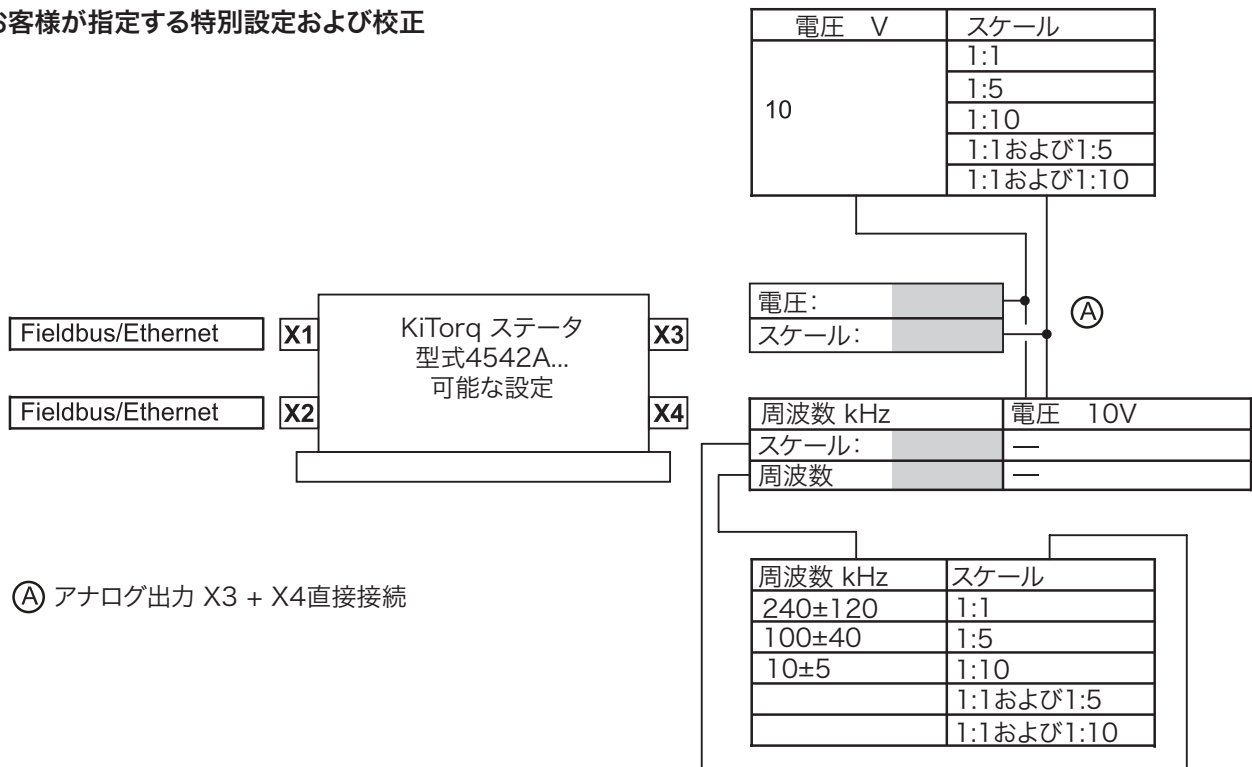 お客様が指定する特別設定および校正
電圧 V スケール
10
1:1
1:5
1:10
1:1および1:5
1:1および1:10
電圧:
スケール:
A
Fieldbus/Ethernet X1
Fieldbus/Ethernet X2
KiTorq ステータ
型式4542A...
可能な設定
X3
X4
周波数 kHz 電圧 10V
スケール: —
周波数 —
周波数 kHz スケール
240±120 1:1
100±40 1:5
10±5 1:10
1:1および1:5
1:1および1:10
A アナログ出力 X3 + X4直接接続